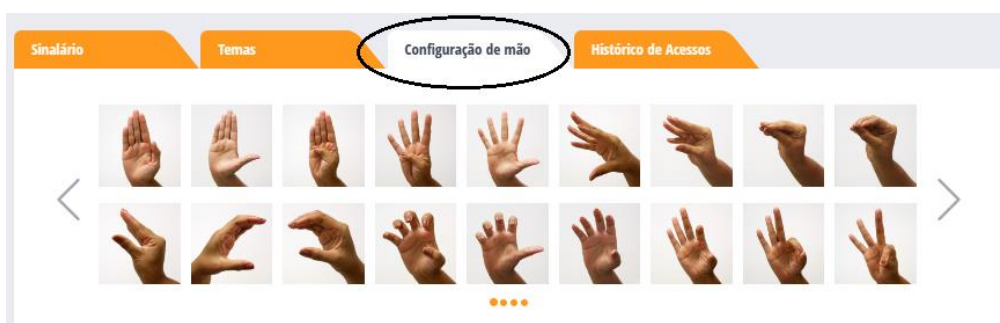 Sinalário
Temas
Configuração de mão
Histórico de Acessos